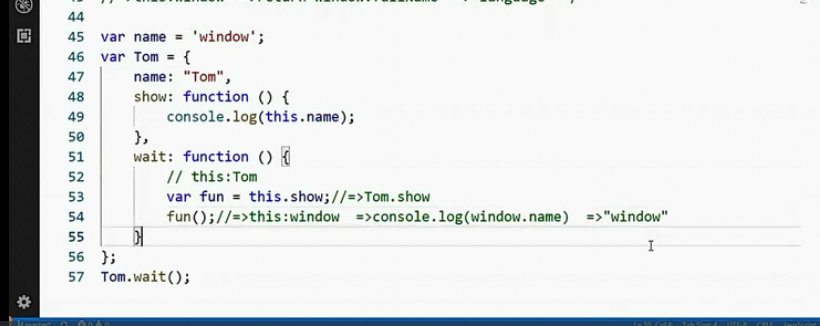 44
45 var name = 'window';
46 var Tom = {
47 name: "Tom",
48 show: function () {
49 console.log(this.name);
50 },
51 wait: function () {
52 // this:Tom
53 var fun = this.show;//=>Tom.show
54 fun();//=>this:window =>console.log(window.name) =>"window"
55 }
56 };
57 Tom.wait();